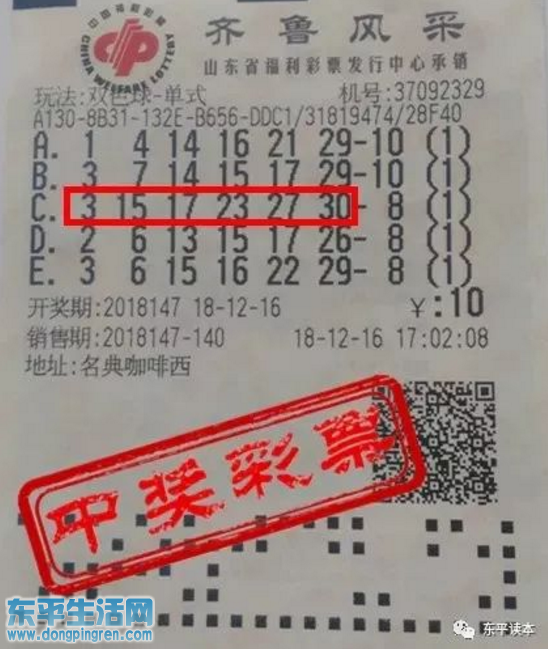 中国福利彩票
CHINA WELFARE LOTTERY
齐鲁风采
山东省福利彩票发行中心承销
玩法:双色球-单式 机号:37092329
A130-8B31-132E-B656-DDC1/31819474/28F40
A. 1 4 14 16 21 29-10 (1)
B. 3 7 14 15 17 29-10 (1)
C. 3 15 17 23 27 30- 8 (1)
D. 2 6 13 15 17 26- 8 (1)
E. 3 6 15 16 22 29- 8 (1)
开奖期:2018147 18-12-16 ¥:10
销售期:2018147-140 18-12-16 17:02:08
地址:名典咖啡西
中奖彩票
东平生活网
www.dongpingren.com
东平读本